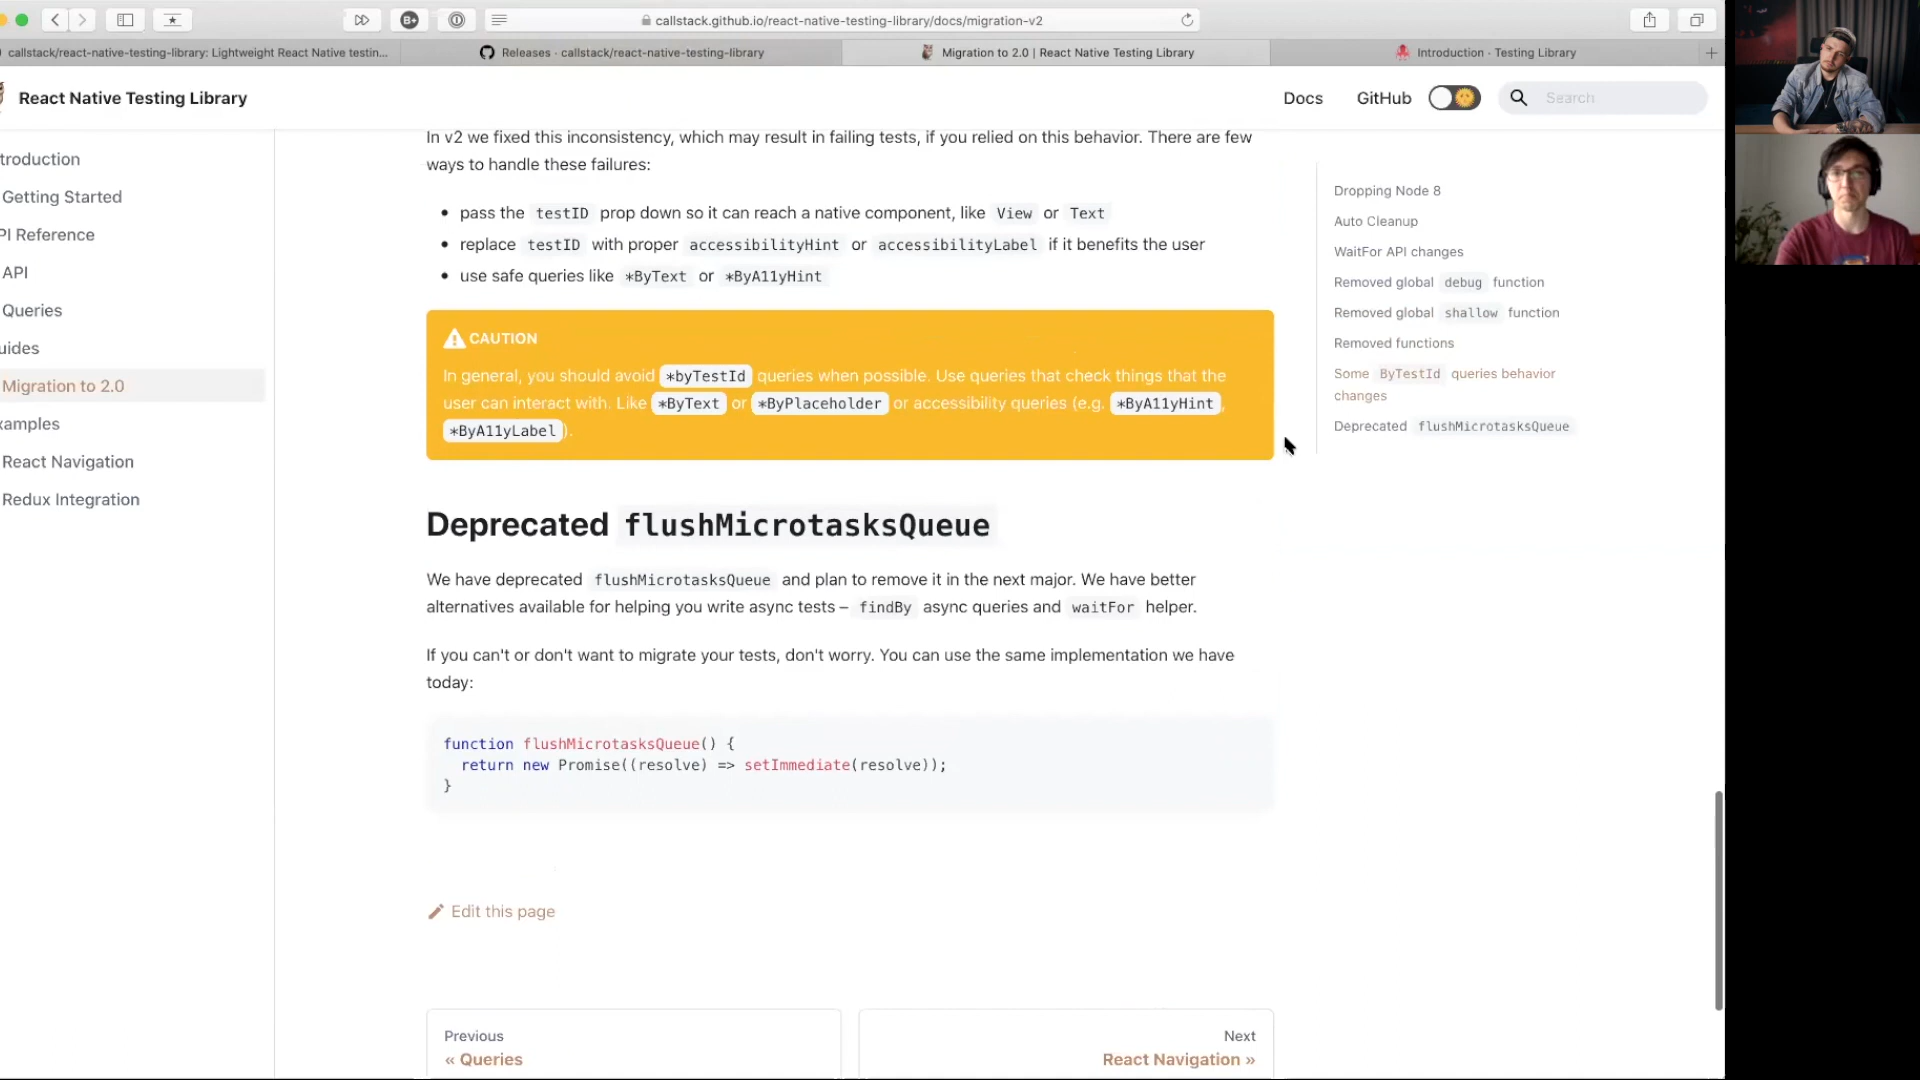 callstack.github.io/react-native-testing-library/docs/migration-v2
callstack/react-native-testing-library: Lightweight React Native testin...
Releases · callstack/react-native-testing-library
Migration to 2.0 | React Native Testing Library
Introduction · Testing Library
React Native Testing Library
Docs
GitHub
Search
troduction
Getting Started
PI Reference
API
Queries
uides
Migration to 2.0
xamples
React Navigation
Redux Integration
In v2 we fixed this inconsistency, which may result in failing tests, if you relied on this behavior. There are few
ways to handle these failures:
• pass the testID prop down so it can reach a native component, like View or Text
• replace testID with proper accessibilityHint or accessibilityLabel if it benefits the user
• use safe queries like *ByText or *ByA11yHint
CAUTION
In general, you should avoid *byTestId queries when possible. Use queries that check things that the
user can interact with. Like *ByText or *ByPlaceholder or accessibility queries (e.g. *ByA11yHint,
*ByA11yLabel).
Deprecated flushMicrotasksQueue
We have deprecated flushMicrotasksQueue and plan to remove it in the next major. We have better
alternatives available for helping you write async tests – findBy async queries and waitFor helper.
If you can't or don't want to migrate your tests, don't worry. You can use the same implementation we have
today:
function flushMicrotasksQueue() {
  return new Promise((resolve) => setImmediate(resolve));
}
Edit this page
Previous
« Queries
Next
React Navigation »
Dropping Node 8
Auto Cleanup
WaitFor API changes
Removed global debug function
Removed global shallow function
Removed functions
Some ByTestId queries behavior
changes
Deprecated flushMicrotasksQueue